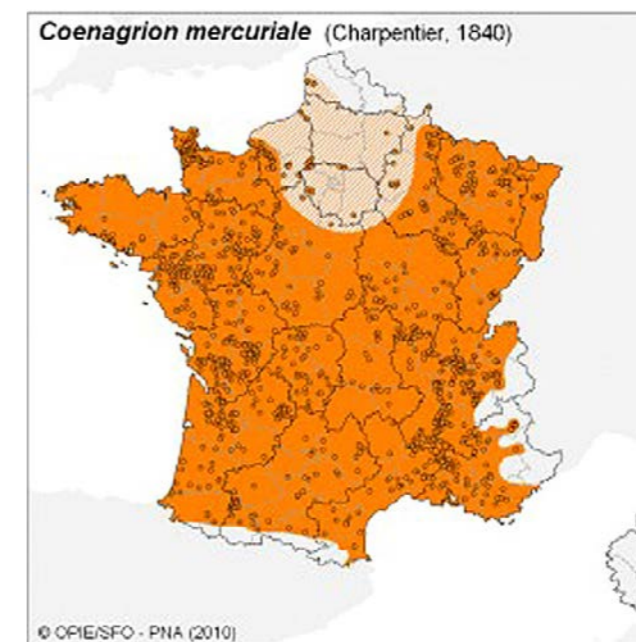 Coenagrion mercuriale (Charpentier, 1840)
© OPIE/SFO - PNA (2010)